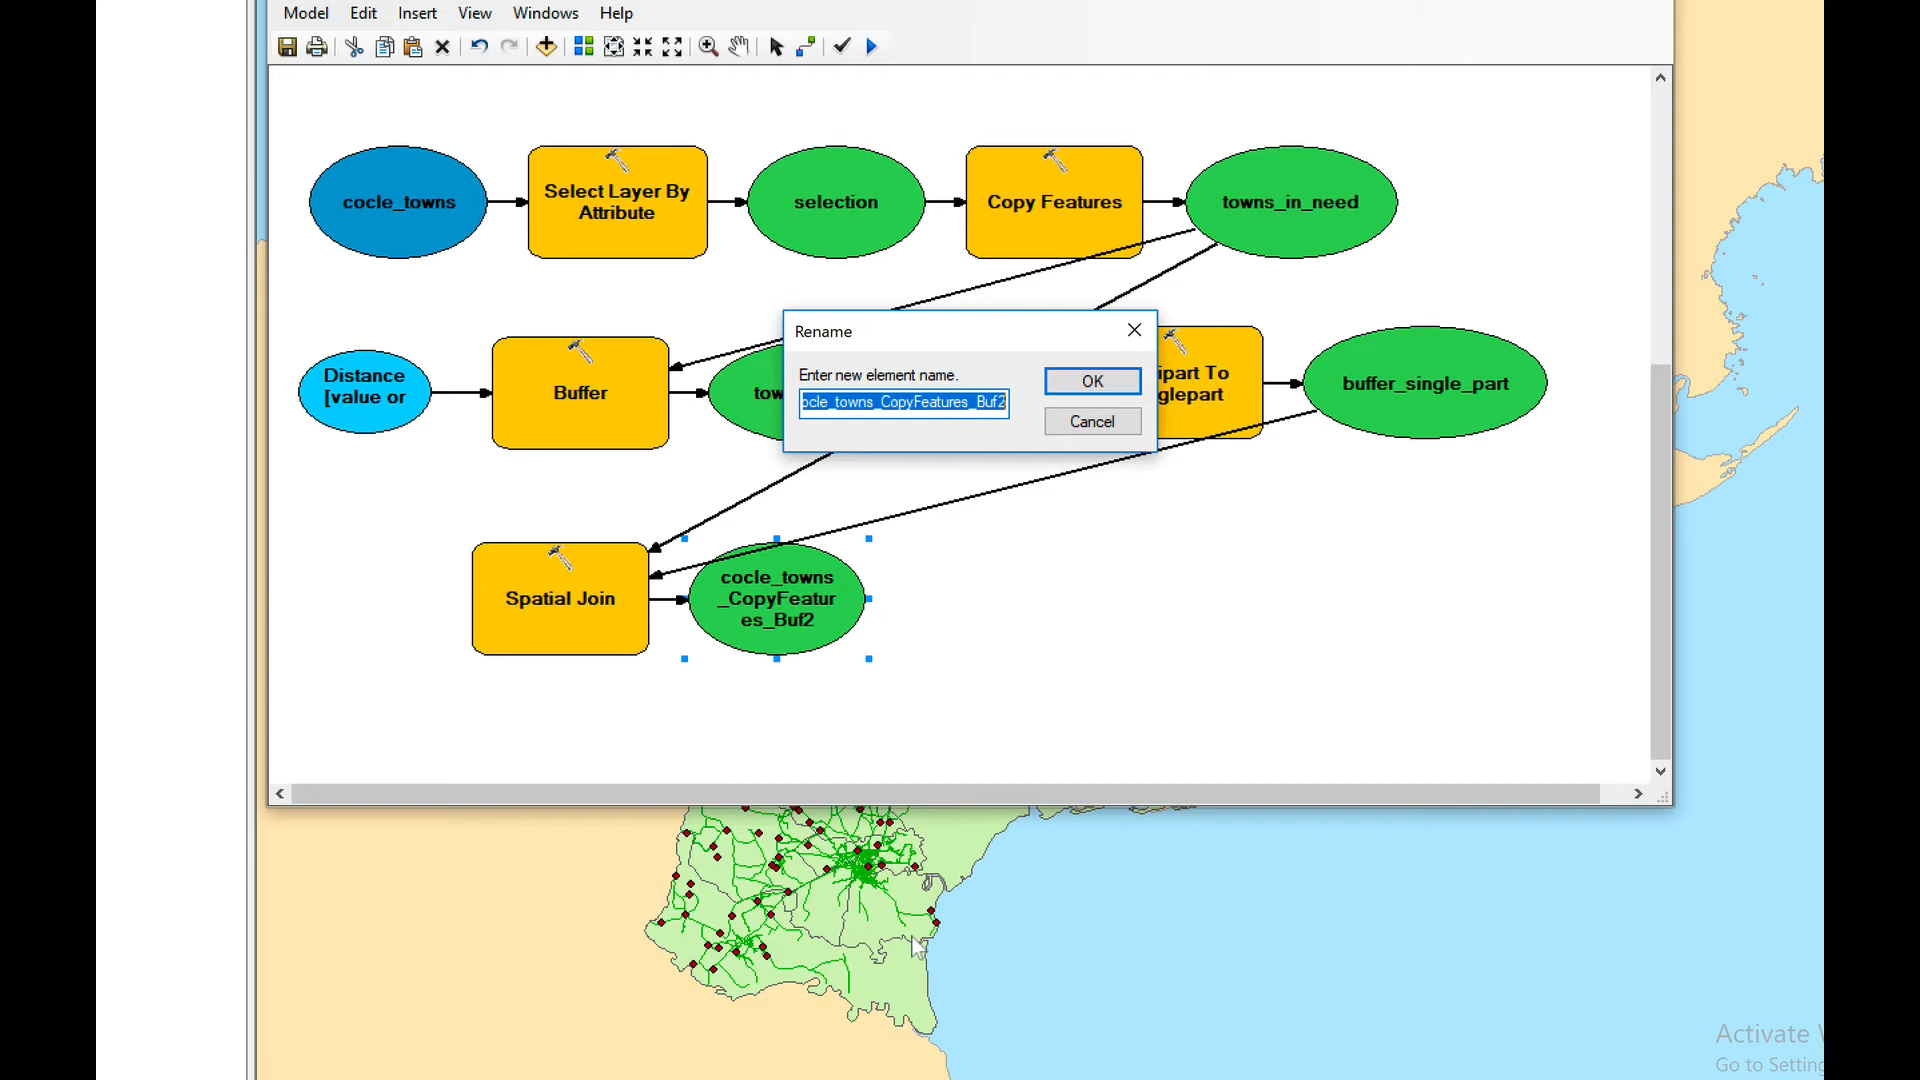 Model Edit Insert View Windows Help
cocle_towns
Select Layer By
Attribute
selection
Copy Features
towns_in_need
Distance
[value or
Buffer
tow
Rename
Enter new element name.
ocle_towns_CopyFeatures_Buf2
OK
Cancel
ipart To
glepart
buffer_single_part
Spatial Join
cocle_towns
_CopyFeatur
es_Buf2
Activate
Go to Setting